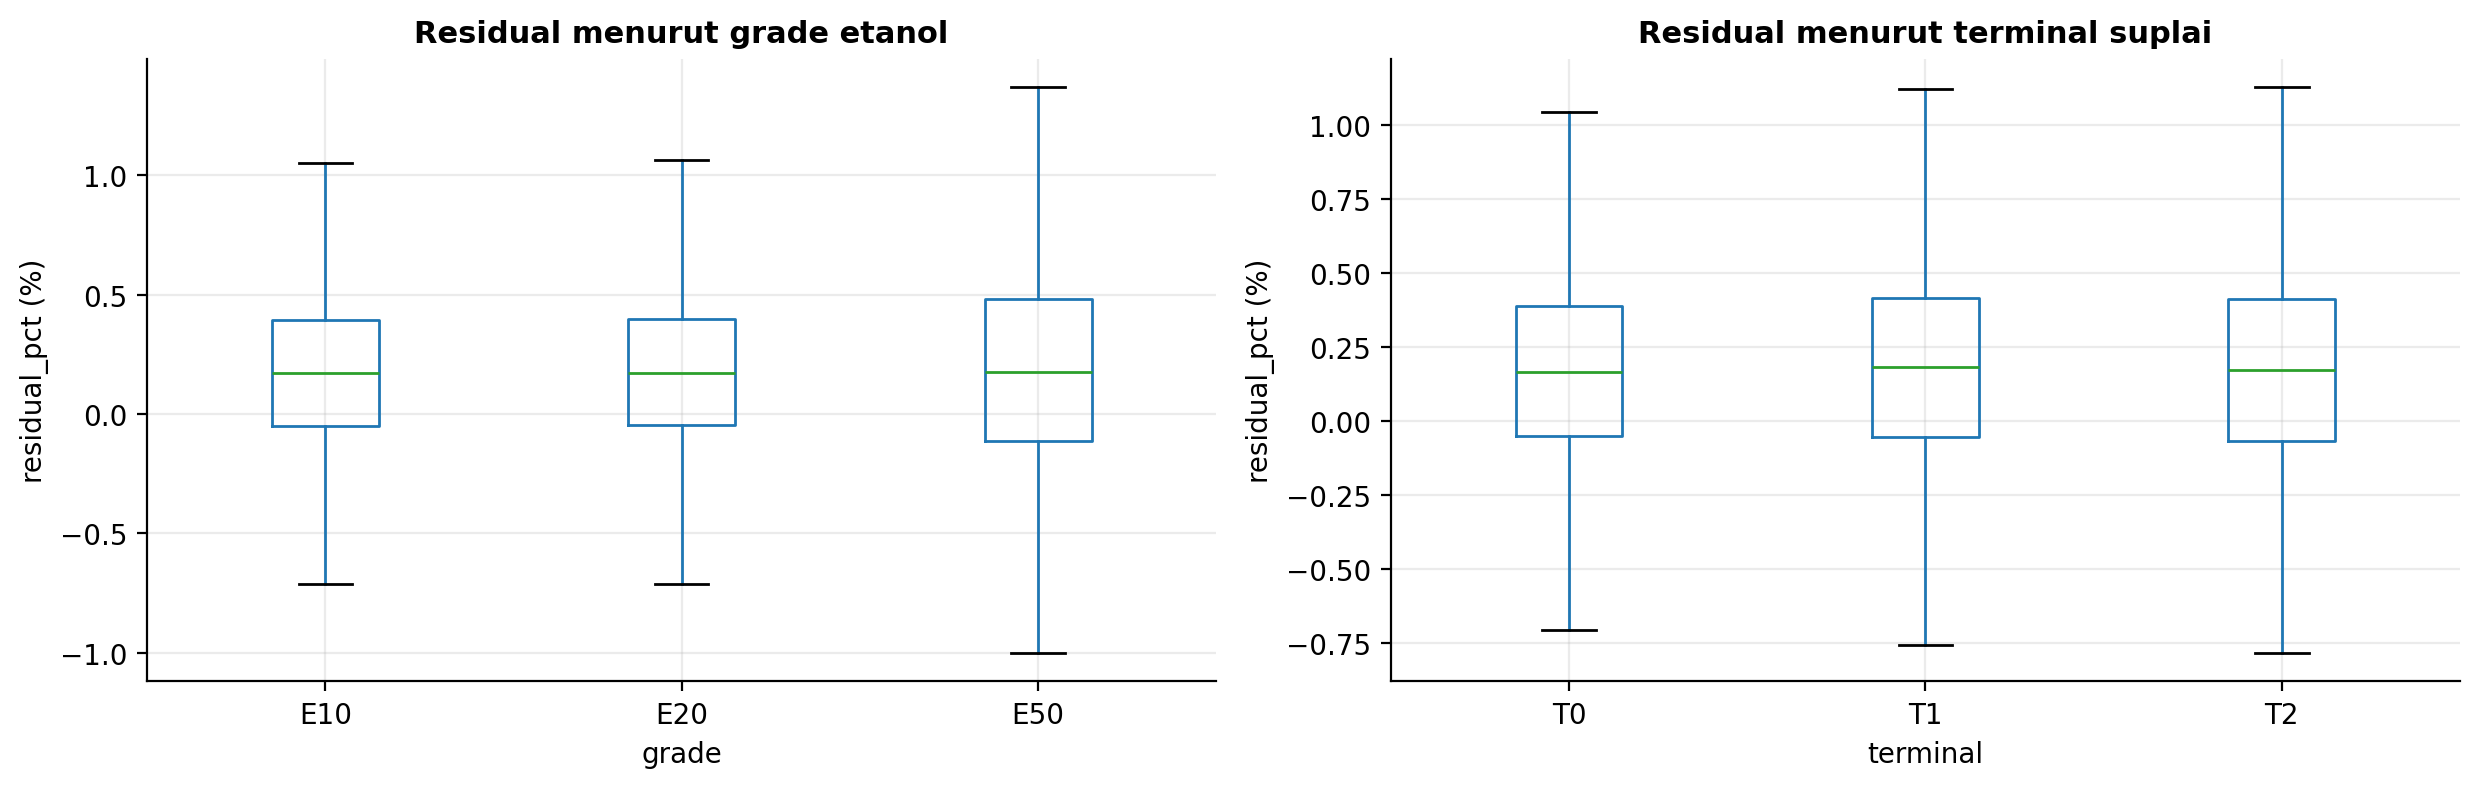 Residual menurut grade etanol
residual_pct (%)
1.0
0.5
0.0
−0.5
−1.0
E10 E20 E50
grade
Residual menurut terminal suplai
residual_pct (%)
1.00
0.75
0.50
0.25
0.00
−0.25
−0.50
−0.75
T0 T1 T2
terminal